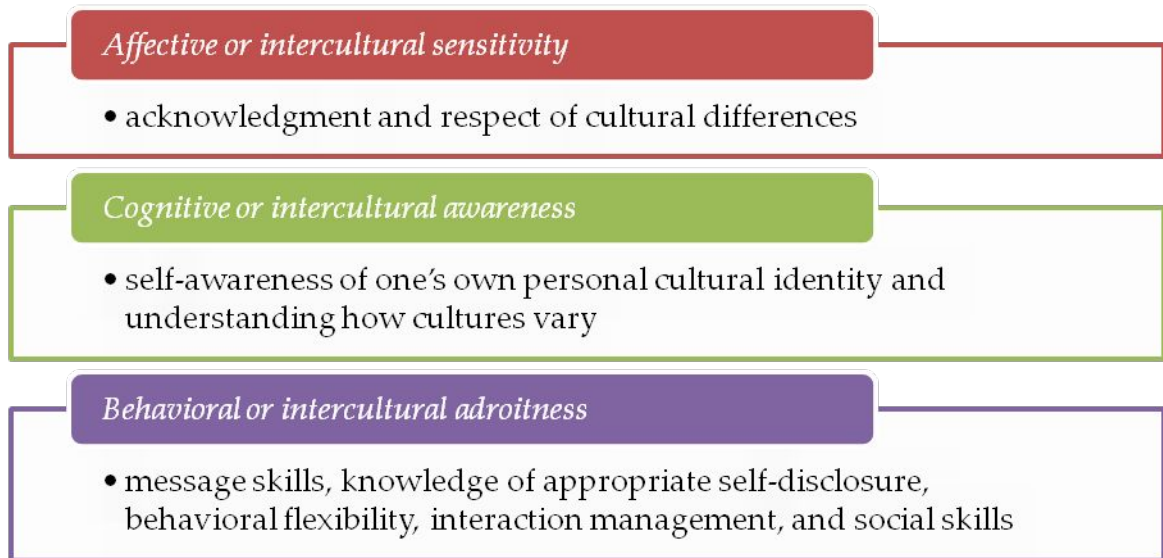 Affective or intercultural sensitivity
• acknowledgment and respect of cultural differences
Cognitive or intercultural awareness
• self-awareness of one’s own personal cultural identity and
understanding how cultures vary
Behavioral or intercultural adroitness
• message skills, knowledge of appropriate self-disclosure,
behavioral flexibility, interaction management, and social skills